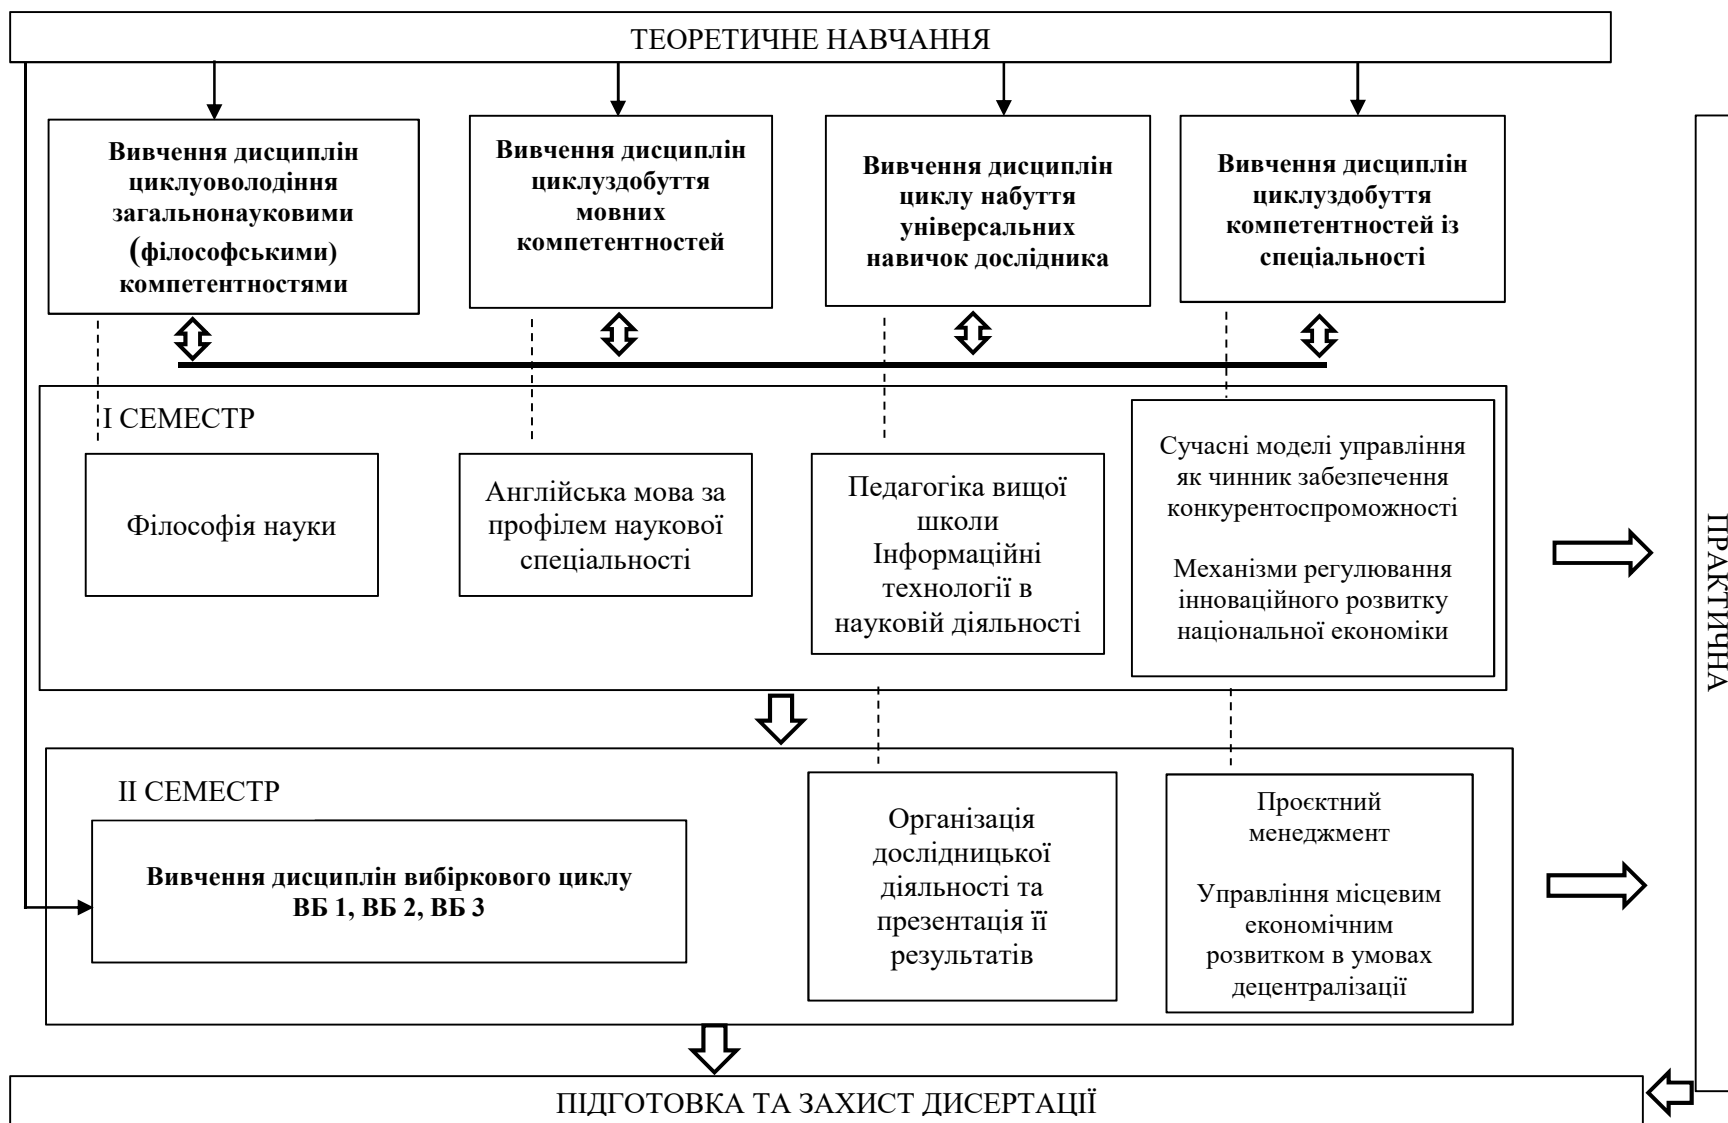 ТЕОРЕТИЧНЕ НАВЧАННЯ
Вивчення дисциплін
циклуоволодіння
загальнонауковими
(філософськими)
компетентностями
Вивчення дисциплін
циклуздобуття
мовних
компетентностей
Вивчення дисциплін
циклу набуття
універсальних
навичок дослідника
Вивчення дисциплін
циклуздобуття
компетентностей із
спеціальності
І СЕМЕСТР
Філософія науки
Англійська мова за
профілем наукової
спеціальності
Педагогіка вищої
школи
Інформаційні
технології в
науковій діяльності
Сучасні моделі управління
як чинник забезпечення
конкурентоспроможності
Механізми регулювання
інноваційного розвитку
національної економіки
ПРАКТИЧНА
ІІ СЕМЕСТР
Вивчення дисциплін вибіркового циклу
ВБ 1, ВБ 2, ВБ 3
Організація
дослідницької
діяльності та
презентація її
результатів
Проєктний
менеджмент
Управління місцевим
економічним
розвитком в умовах
децентралізації
ПІДГОТОВКА ТА ЗАХИСТ ДИСЕРТАЦІЇ